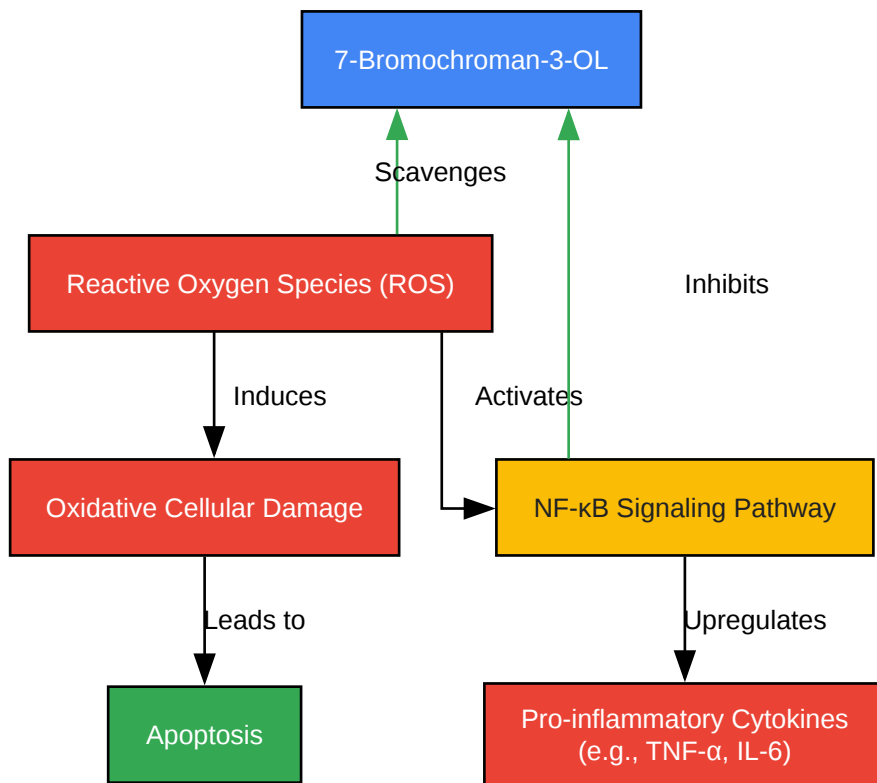 7-Bromochroman-3-OL
Scavenges
Reactive Oxygen Species (ROS)
Inhibits
Induces
Activates
Oxidative Cellular Damage
NF-κB Signaling Pathway
Leads to
Upregulates
Apoptosis
Pro-inflammatory Cytokines
(e.g., TNF-α, IL-6)